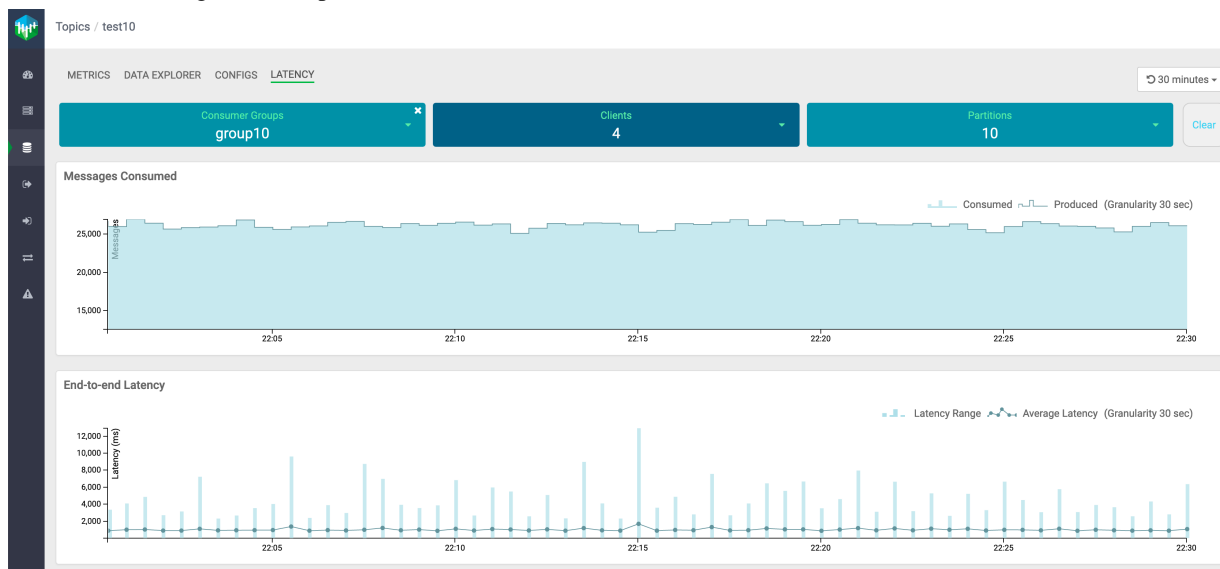 Topics / test10
METRICS DATA EXPLORER CONFIGS LATENCY
30 minutes
Consumer Groups
group10
Clients
4
Partitions
10
Clear
Messages Consumed
Consumed Produced (Granularity 30 sec)
Messages
25,000
20,000
15,000
22:05 22:10 22:15 22:20 22:25 22:30
End-to-end Latency
Latency Range Average Latency (Granularity 30 sec)
Latency (ms)
12,000
10,000
8,000
6,000
4,000
2,000
22:05 22:10 22:15 22:20 22:25 22:30